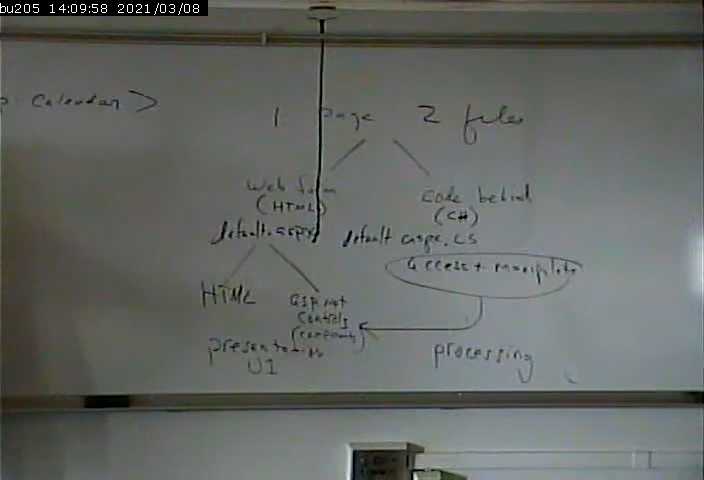 bu205 14:09:58 2021/03/08
p: Calendar >
1 page 2 files
Web form
(HTML)
default.aspx
code behind
(C#)
default.aspx.cs
access + manipulate
HTML
asp.net
controls
(components)
presentation
UI
processing